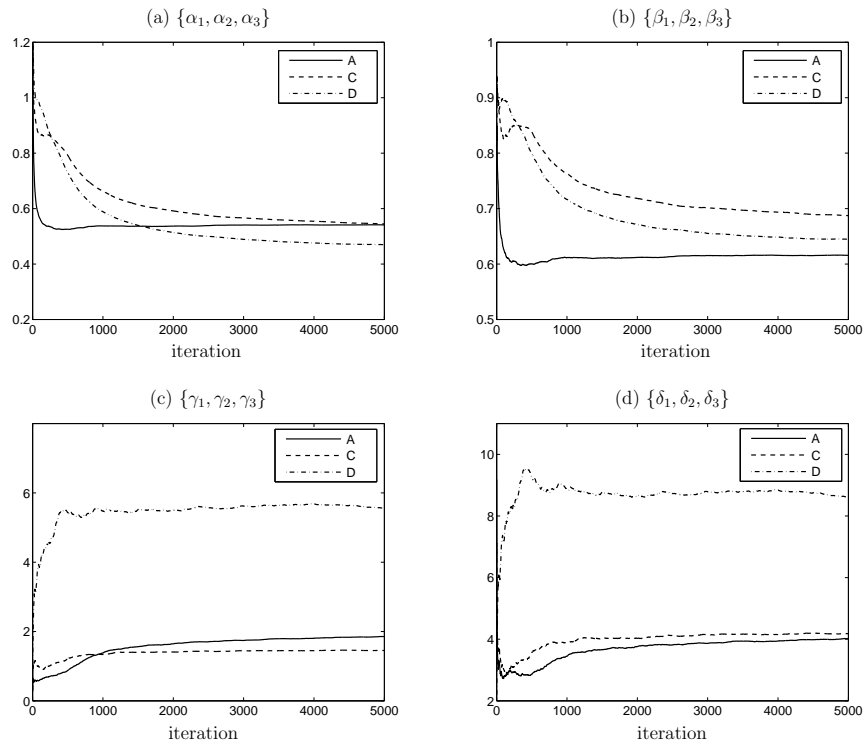 (a) {α₁, α₂, α₃}
1.2
1
0.8
0.6
0.4
0.2
0 1000 2000 3000 4000 5000
iteration
A
C
D
(b) {β₁, β₂, β₃}
1
0.9
0.8
0.7
0.6
0.5
0 1000 2000 3000 4000 5000
iteration
A
C
D
(c) {γ₁, γ₂, γ₃}
6
4
2
0
0 1000 2000 3000 4000 5000
iteration
A
C
D
(d) {δ₁, δ₂, δ₃}
10
8
6
4
2
0 1000 2000 3000 4000 5000
iteration
A
C
D